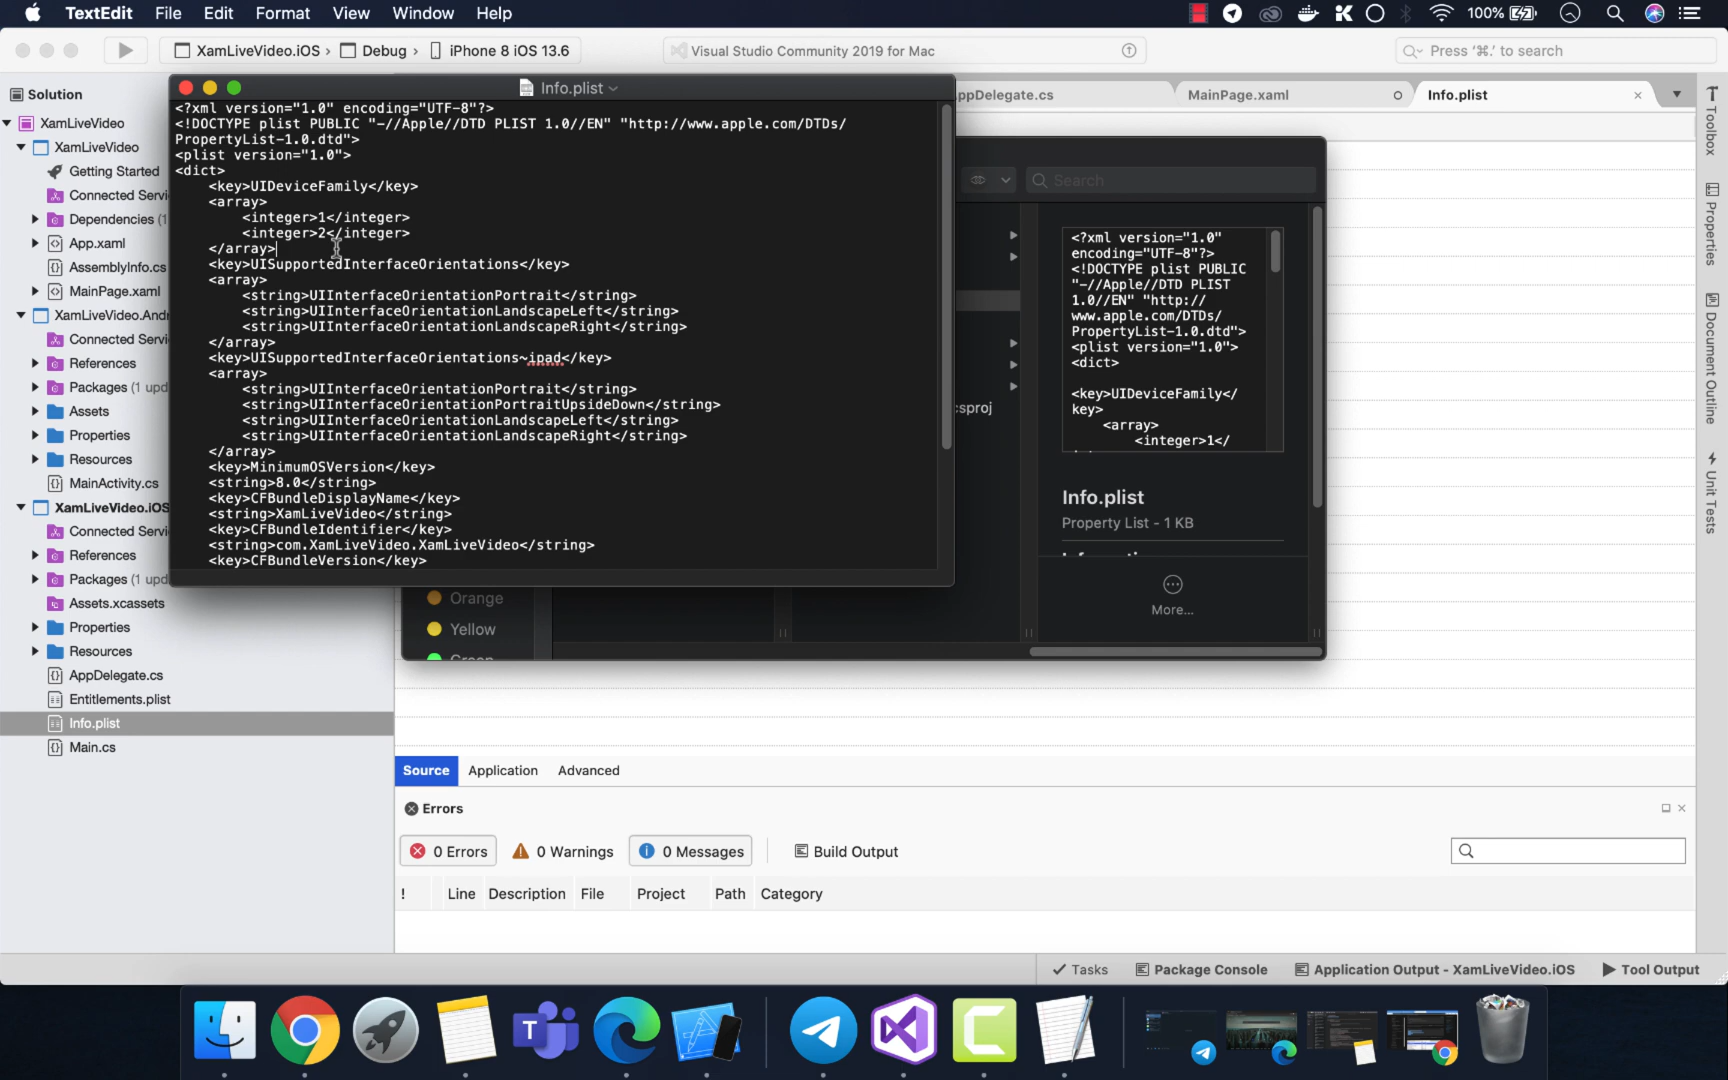 TextEdit File Edit Format View Window Help
100%
XamLiveVideo.iOS › Debug › iPhone 8 iOS 13.6
Visual Studio Community 2019 for Mac
Press ‘⌘.’ to search
Solution
XamLiveVideo
XamLiveVideo
Getting Started
Connected Servi
Dependencies (1
App.xaml
AssemblyInfo.cs
MainPage.xaml
XamLiveVideo.Andr
Connected Servi
References
Packages (1 upd
Assets
Properties
Resources
MainActivity.cs
XamLiveVideo.iOS
Connected Servi
References
Packages (1 upd
Assets.xcassets
Properties
Resources
AppDelegate.cs
Entitlements.plist
Info.plist
Main.cs
Info.plist
<?xml version="1.0" encoding="UTF-8"?>
<!DOCTYPE plist PUBLIC "-//Apple//DTD PLIST 1.0//EN" "http://www.apple.com/DTDs/
PropertyList-1.0.dtd">
<plist version="1.0">
<dict>
<key>UIDeviceFamily</key>
<array>
<integer>1</integer>
<integer>2</integer>
</array>
<key>UISupportedInterfaceOrientations</key>
<array>
<string>UIInterfaceOrientationPortrait</string>
<string>UIInterfaceOrientationLandscapeLeft</string>
<string>UIInterfaceOrientationLandscapeRight</string>
</array>
<key>UISupportedInterfaceOrientations~ipad</key>
<array>
<string>UIInterfaceOrientationPortrait</string>
<string>UIInterfaceOrientationPortraitUpsideDown</string>
<string>UIInterfaceOrientationLandscapeLeft</string>
<string>UIInterfaceOrientationLandscapeRight</string>
</array>
<key>MinimumOSVersion</key>
<string>8.0</string>
<key>CFBundleDisplayName</key>
<string>XamLiveVideo</string>
<key>CFBundleIdentifier</key>
<string>com.XamLiveVideo.XamLiveVideo</string>
<key>CFBundleVersion</key>
ppDelegate.cs
MainPage.xaml
Info.plist
Search
csproj
<?xml version="1.0"
encoding="UTF-8"?>
<!DOCTYPE plist PUBLIC
"-//Apple//DTD PLIST
1.0//EN" "http://
www.apple.com/DTDs/
PropertyList-1.0.dtd">
<plist version="1.0">
<dict>
<key>UIDeviceFamily</
key>
<array>
<integer>1</
Info.plist
Property List - 1 KB
More...
Orange
Yellow
Toolbox
Properties
Document Outline
Unit Tests
Source Application Advanced
Errors
0 Errors 0 Warnings 0 Messages Build Output
! Line Description File Project Path Category
Tasks Package Console Application Output - XamLiveVideo.iOS Tool Output